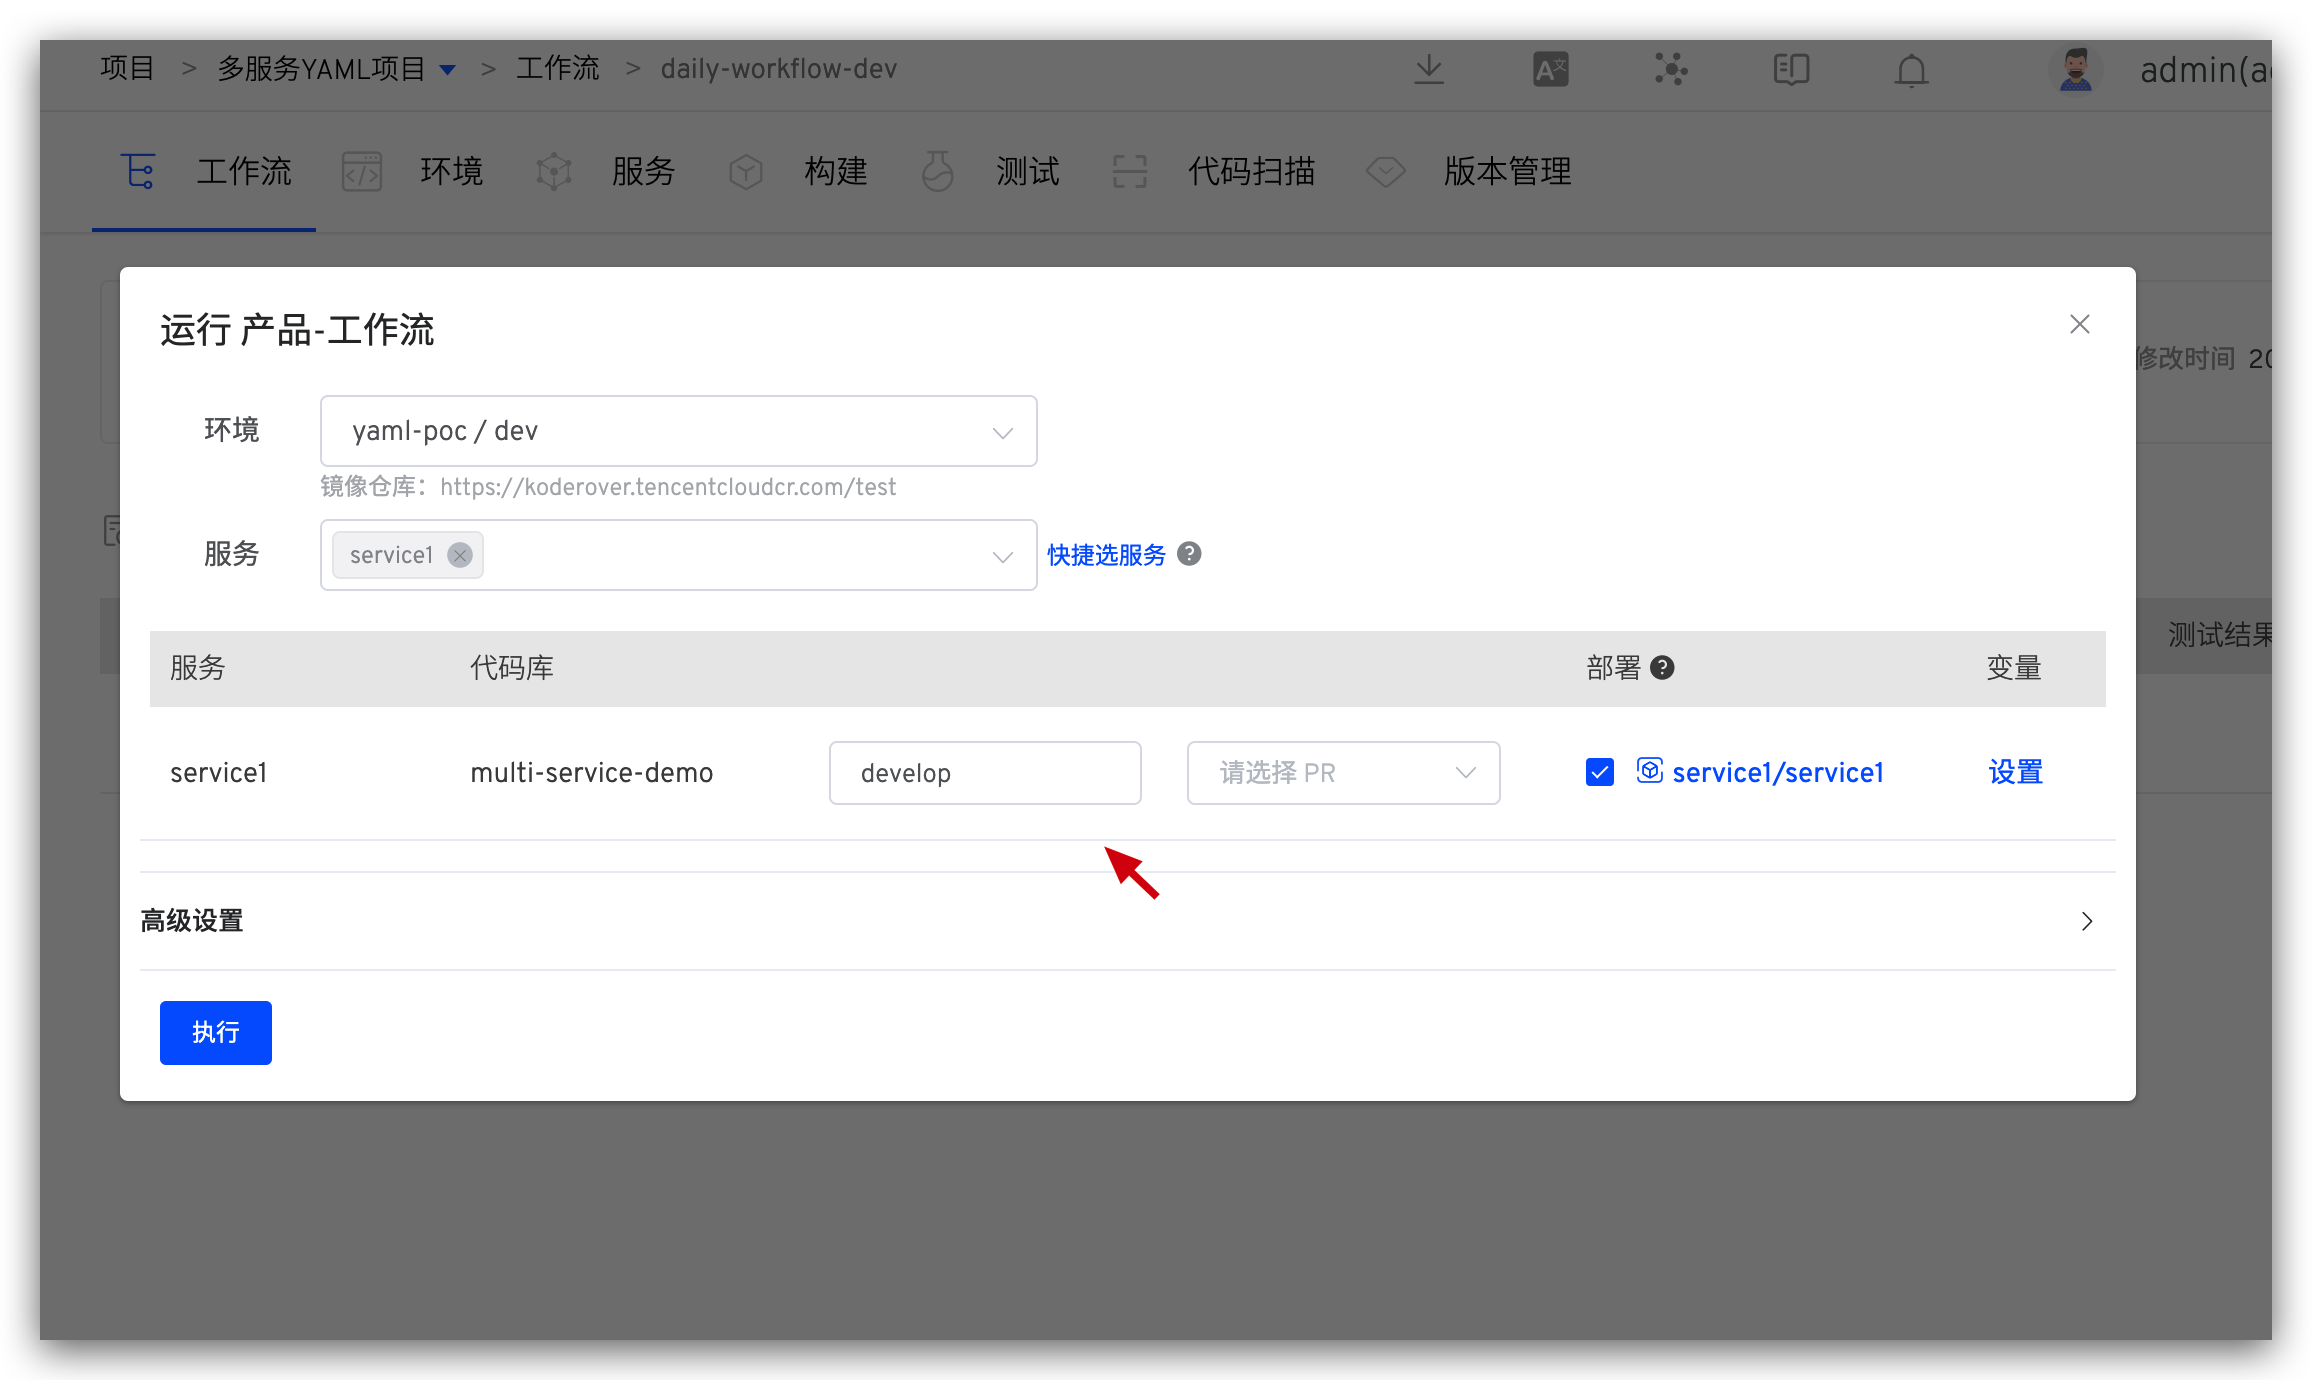 项目 > 多服务YAML项目 > 工作流 > daily-workflow-dev
工作流 环境 服务 构建 测试 代码扫描 版本管理
运行 产品-工作流
修改时间
环境 yaml-poc / dev
镜像仓库：https://koderover.tencentcloudcr.com/test
服务 service1 快捷选服务
测试结果
服务 代码库 部署 变量
service1 multi-service-demo develop 请选择 PR service1/service1 设置
高级设置
执行